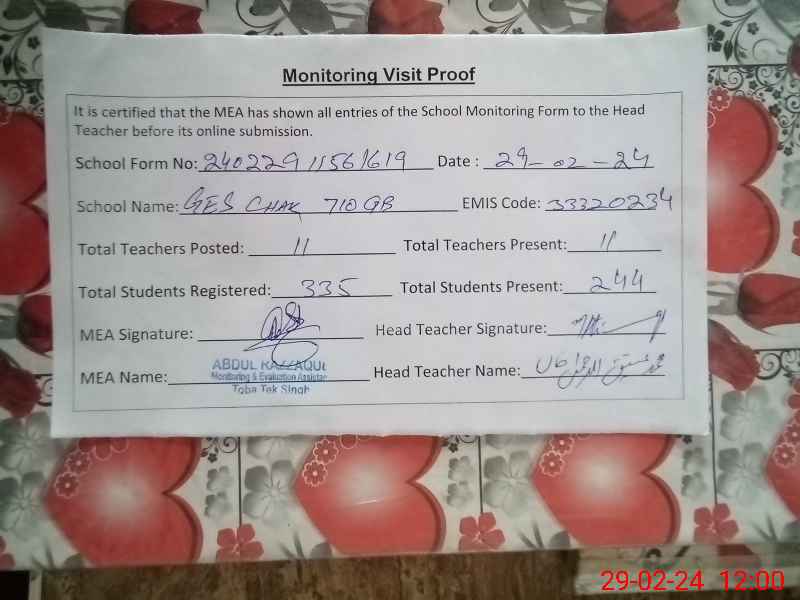 Monitoring Visit Proof
It is certified that the MEA has shown all entries of the School Monitoring Form to the Head
Teacher before its online submission.
School Form No: 24022911561619 Date : 29-02-24
School Name: GES CHAK 710 GB EMIS Code: 33320234
Total Teachers Posted: 11 Total Teachers Present: 11
Total Students Registered: 335 Total Students Present: 244
MEA Signature: Head Teacher Signature:
MEA Name: ABDUL RAZZAQUE Head Teacher Name:
Monitoring & Evaluation Assistan
Toba Tek Singh
29-02-24 12:00